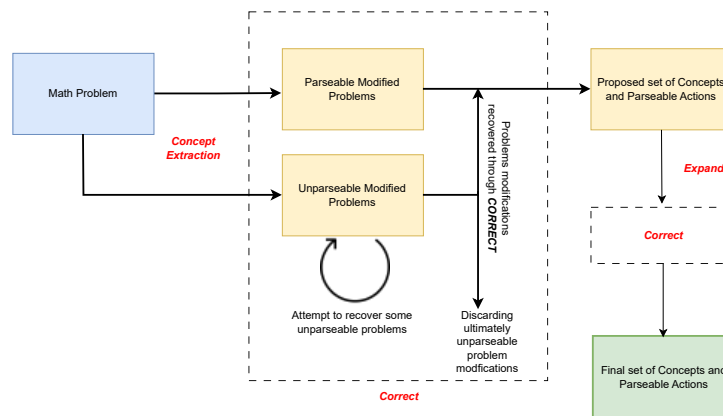 Math Problem
Concept
Extraction
Parseable Modified
Problems
Unparseable Modified
Problems
Attempt to recover some
unparseable problems
Problems modifications
recovered through CORRECT
Discarding
ultimately
unparseable
problem
modfications
Correct
Proposed set of Concepts
and Parseable Actions
Expand
Correct
Final set of Concepts and
Parseable Actions